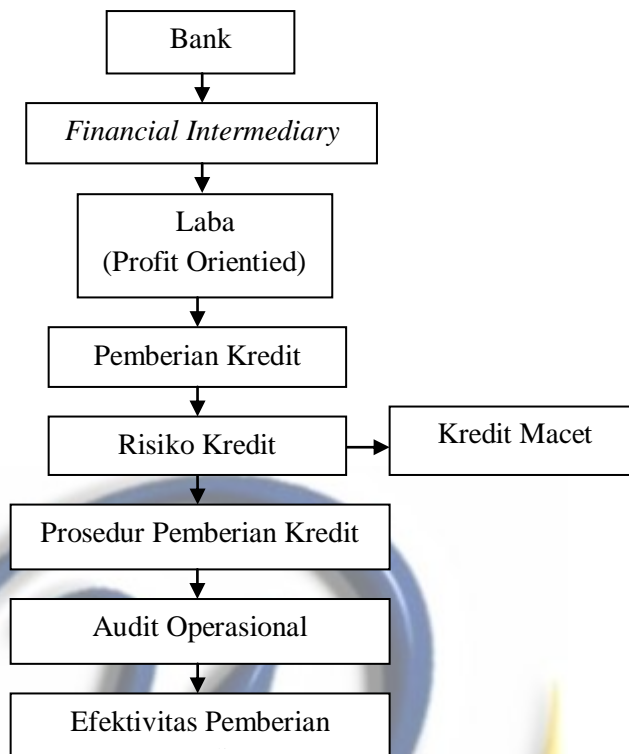 Bank
Financial Intermediary
Laba
(Profit Orientied)
Pemberian Kredit
Risiko Kredit
Kredit Macet
Prosedur Pemberian Kredit
Audit Operasional
Efektivitas Pemberian